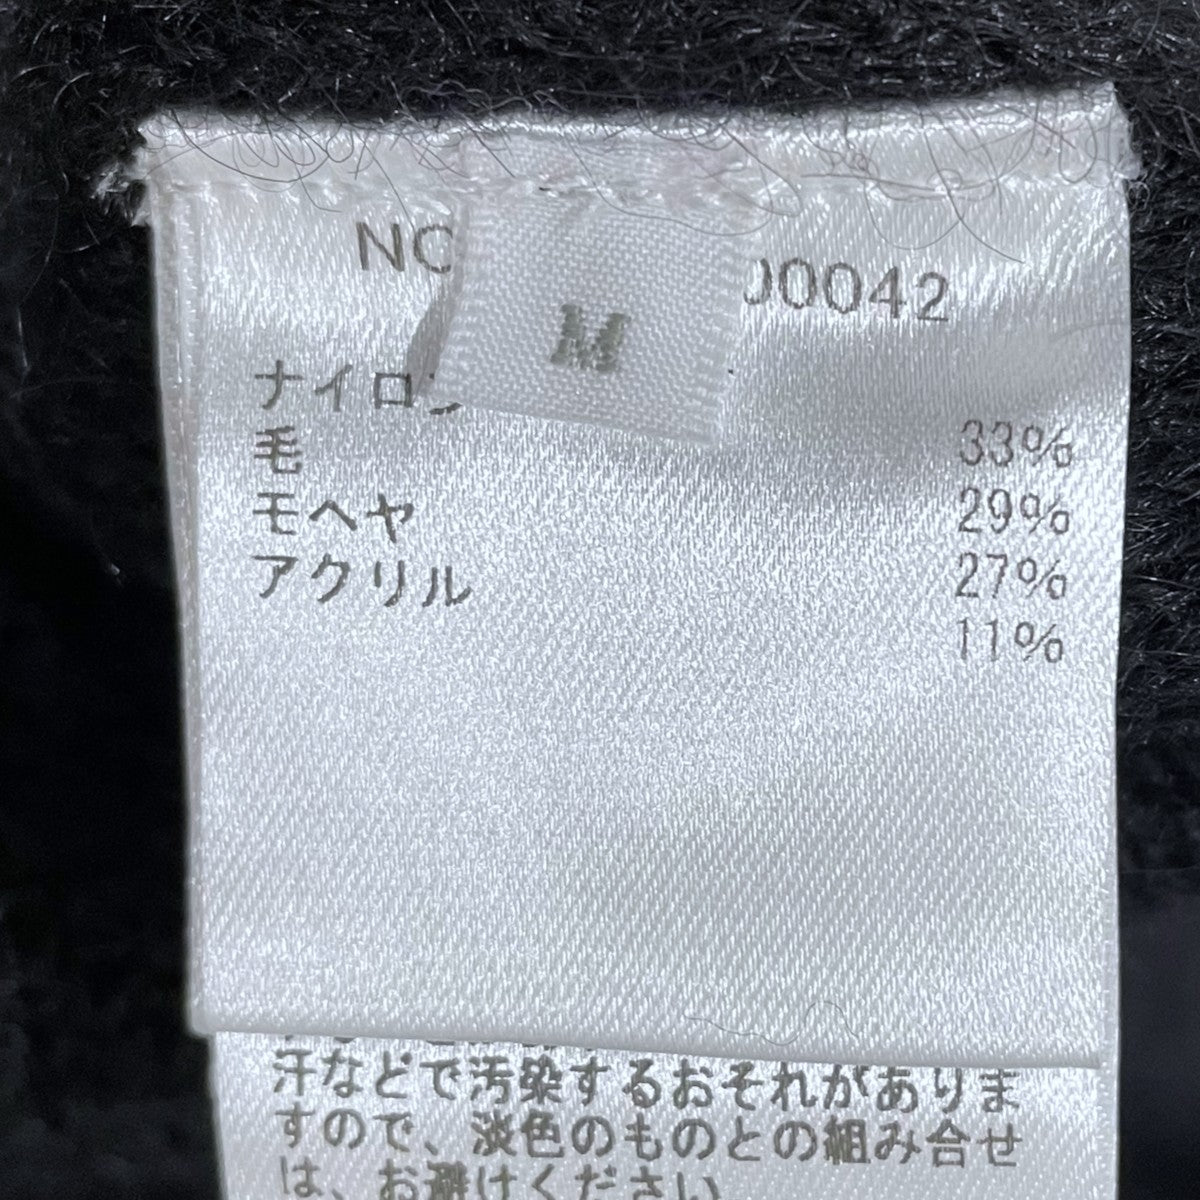 M
00042
ナイロン 33%
毛 29%
モヘヤ 27%
アクリル 11%
汗などで汚染するおそれがありま
すので、淡色のものとの組み合せ
は、お避けください